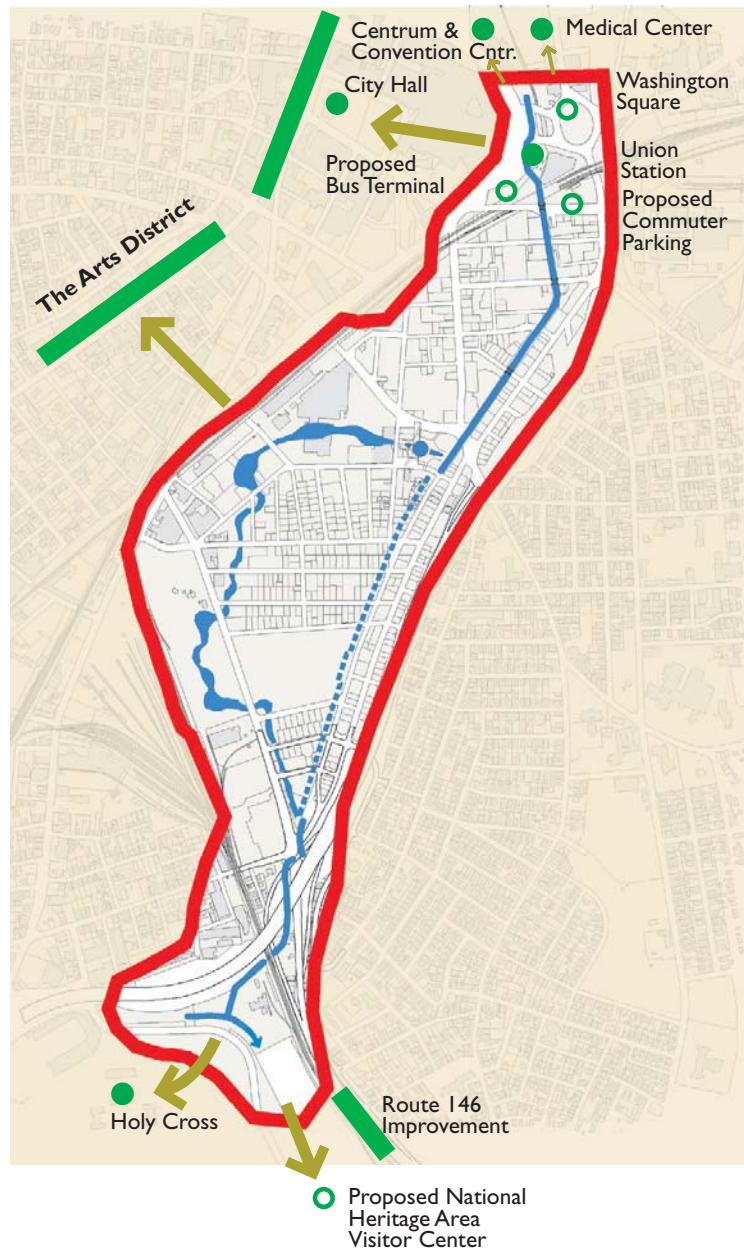 Centrum &
Convention Cntr.
Medical Center
City Hall
Washington
Square
Proposed
Bus Terminal
Union
Station
Proposed
Commuter
Parking
The Arts District
Holy Cross
Route 146
Improvement
Proposed National
Heritage Area
Visitor Center